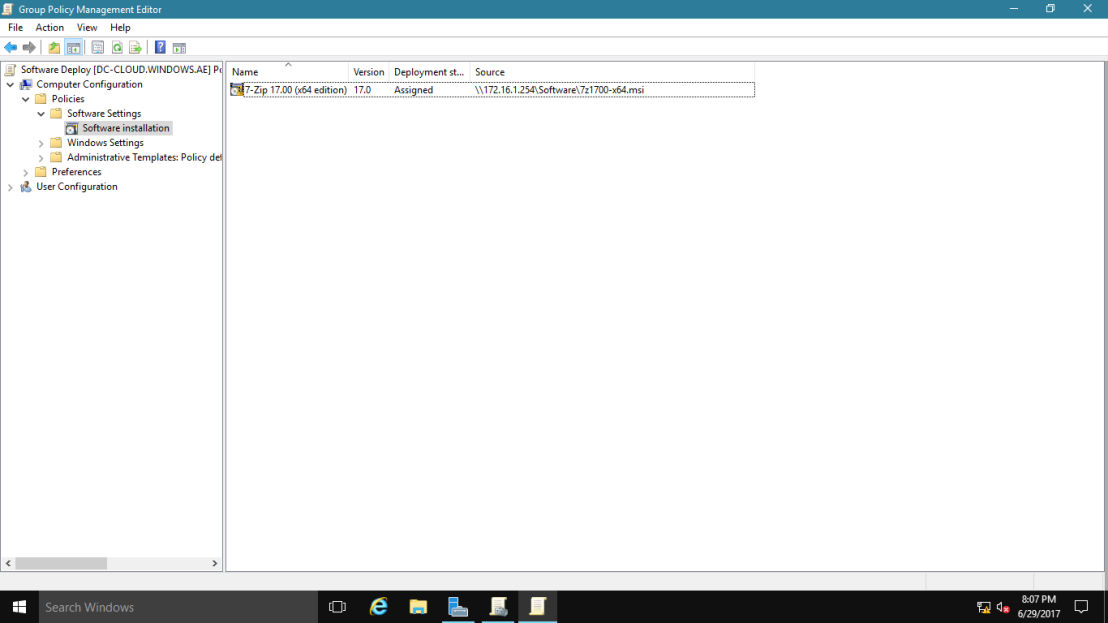 Group Policy Management Editor
File Action View Help
Software Deploy [DC-CLOUD.WINDOWS.AE] Po
Computer Configuration
Policies
Software Settings
Software installation
Windows Settings
Administrative Templates: Policy def
Preferences
User Configuration
Name Version Deployment st... Source
7-Zip 17.00 (x64 edition) 17.0 Assigned \\172.16.1.254\Software\7z1700-x64.msi
Search Windows
8:07 PM
6/29/2017